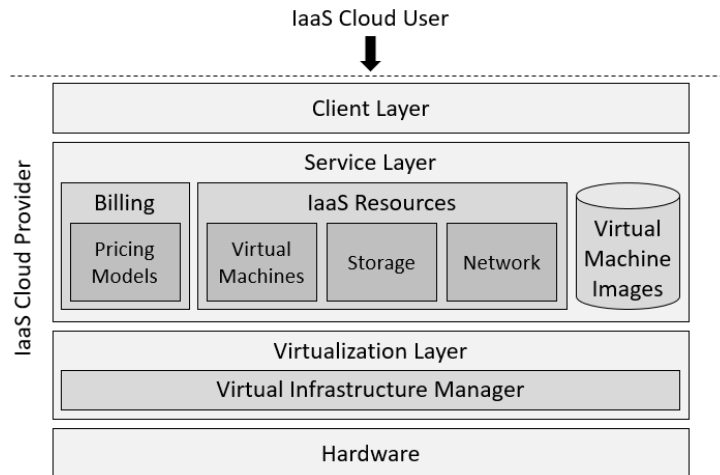 IaaS Cloud User
IaaS Cloud Provider
Client Layer
Service Layer
Billing
Pricing
Models
IaaS Resources
Virtual
Machines
Storage
Network
Virtual
Machine
Images
Virtualization Layer
Virtual Infrastructure Manager
Hardware